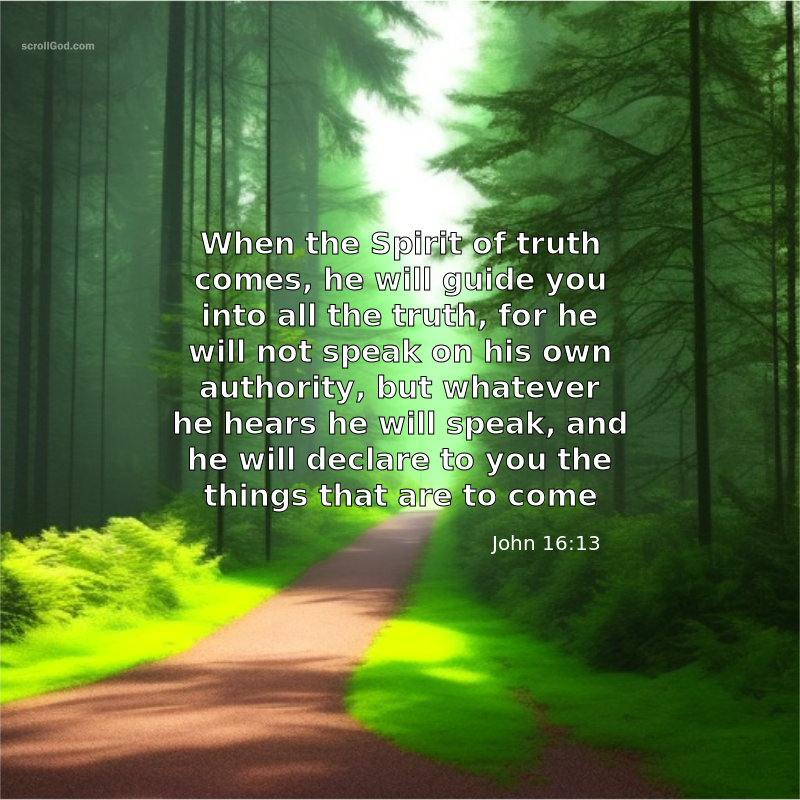 scrollGod.com
When the Spirit of truth
comes, he will guide you
into all the truth, for he
will not speak on his own
authority, but whatever
he hears he will speak, and
he will declare to you the
things that are to come
John 16:13